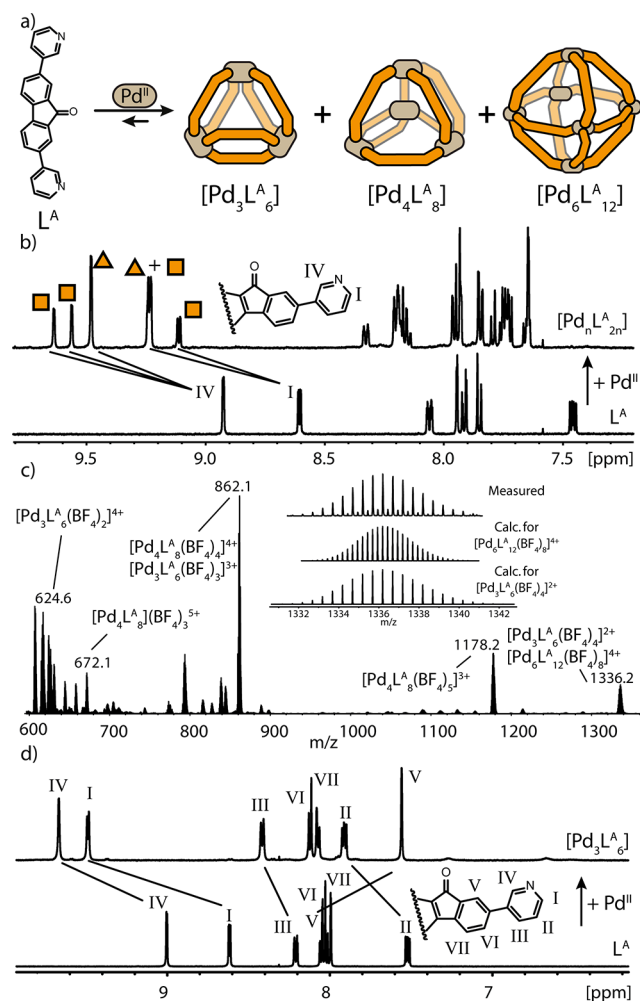 a)
N
Pd^II
O
N
L^A
+
+
[Pd3L^A6]
[Pd4L^A8]
[Pd6L^A12]
b)
+
O
IV
N
I
[PdnL^A2n]
IV
I
+ Pd^II
L^A
9.5
9.0
8.5
8.0
7.5
[ppm]
c)
862.1
Measured
[Pd3L^A6(BF4)2]^4+
[Pd4L^A8(BF4)4]^4+
[Pd3L^A6(BF4)3]^3+
Calc. for
[Pd6L^A12(BF4)8]^4+
Calc. for
[Pd3L^A6(BF4)4]^2+
624.6
[Pd4L^A8](BF4)3^5+
672.1
1332
1334
1336
1338
1340
1342
m/z
1178.2
[Pd3L^A6(BF4)4]^2+
[Pd6L^A12(BF4)8]^4+
[Pd4L^A8(BF4)5]^3+
1336.2
600
700
800
900
1000
1100
1200
1300
m/z
d)
IV
I
III
VI
VII
II
V
[Pd3L^A6]
IV
I
III
VI
V
VII
II
O
V
IV
N
I
II
III
VI
VII
+ Pd^II
L^A
9
8
7
[ppm]